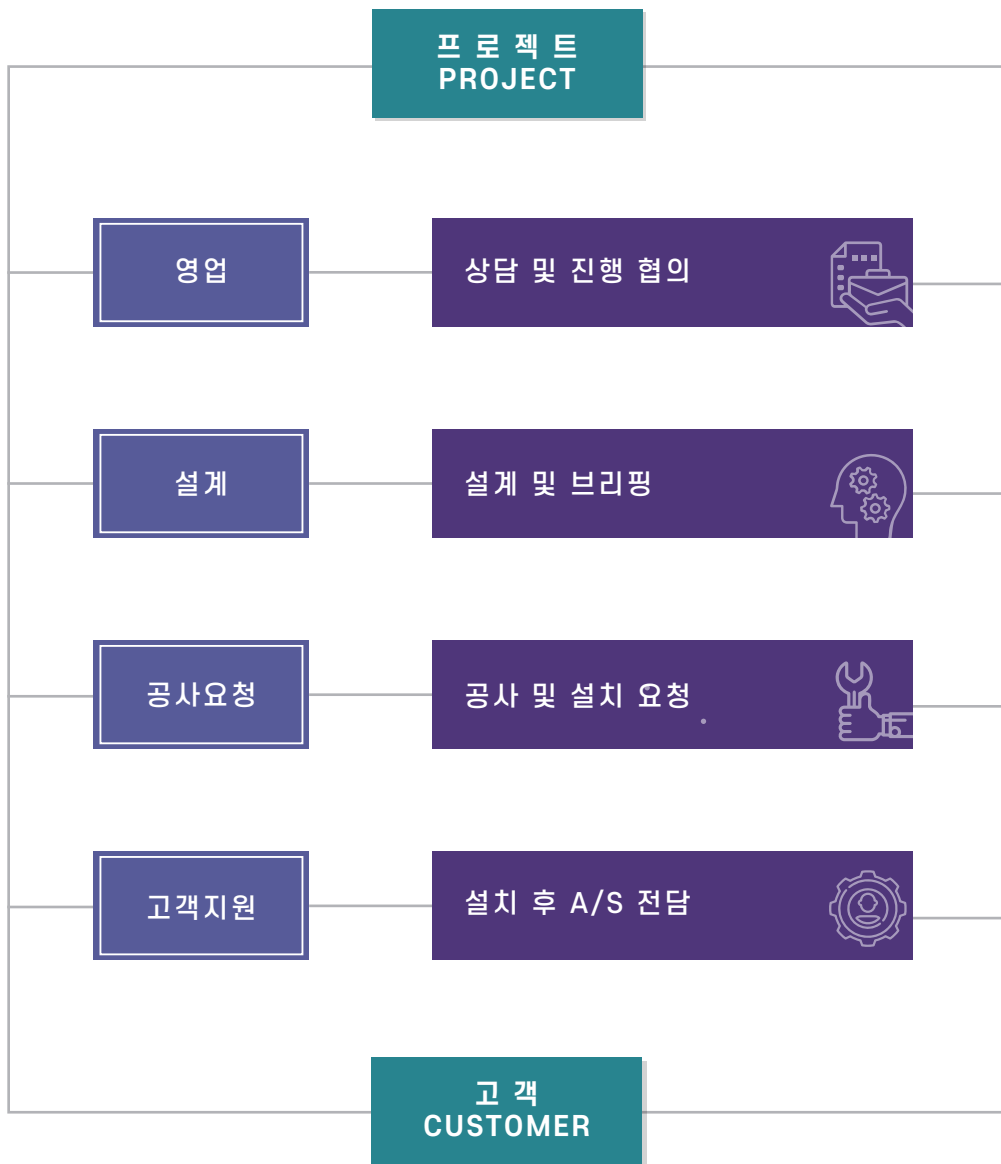 프로젝트
PROJECT
영업
상담 및 진행 협의
설계
설계 및 브리핑
공사요청
공사 및 설치 요청
고객지원
설치 후 A/S 전담
고객
CUSTOMER